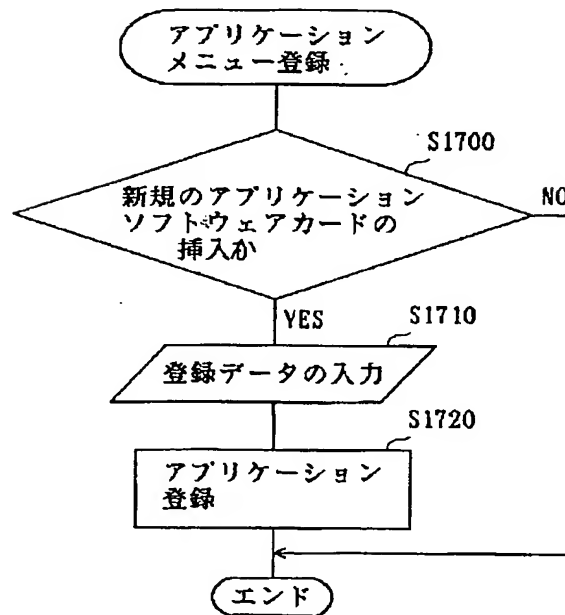 アプリケーション
メニュー登録
S1700
新規のアプリケーション
ソフトウェアカードの
挿入か
NO
YES
S1710
登録データの入力
S1720
アプリケーション
登録
エンド